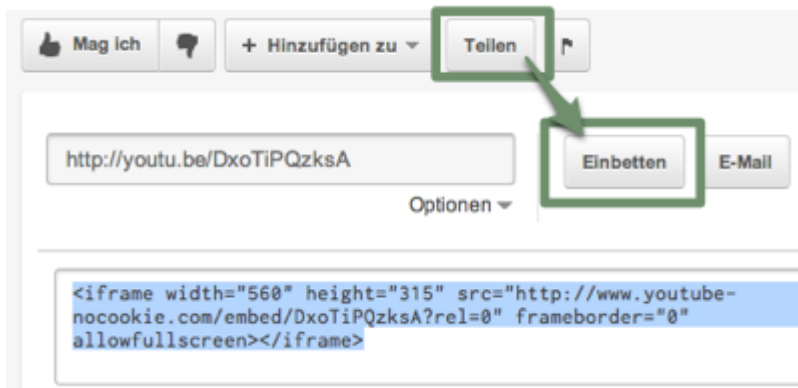 Mag ich + Hinzufügen zu Teilen
http://youtu.be/DxoTiPQzksA Einbetten E-Mail
Optionen
<iframe width="560" height="315" src="http://www.youtube-
nocookie.com/embed/DxoTiPQzksA?rel=0" frameborder="0"
allowfullscreen></iframe>